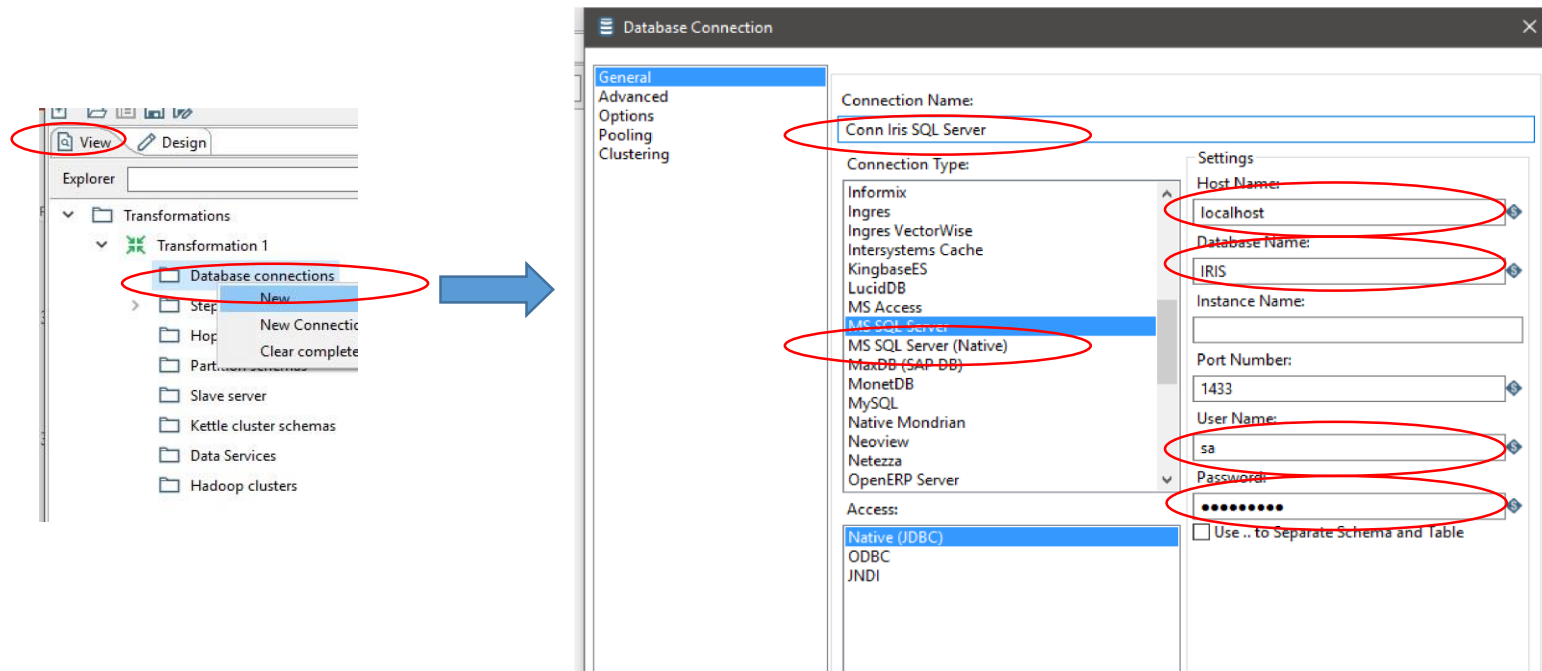 View
Design
Explorer
Transformations
Transformation 1
Database connections
New
Step
New Connectio
Hop
Clear complete
Partition schemas
Slave server
Kettle cluster schemas
Data Services
Hadoop clusters
Database Connection
General
Advanced
Options
Pooling
Clustering
Connection Name:
Conn Iris SQL Server
Connection Type:
Informix
Ingres
Ingres VectorWise
Intersystems Cache
KingbaseES
LucidDB
MS Access
MS SQL Server
MS SQL Server (Native)
MaxDB (SAP DB)
MonetDB
MySQL
Native Mondrian
Neoview
Netezza
OpenERP Server
Access:
Native (JDBC)
ODBC
JNDI
Settings
Host Name:
localhost
Database Name:
IRIS
Instance Name:
Port Number:
1433
User Name:
sa
Password:
●●●●●●●●●
Use .. to Separate Schema and Table